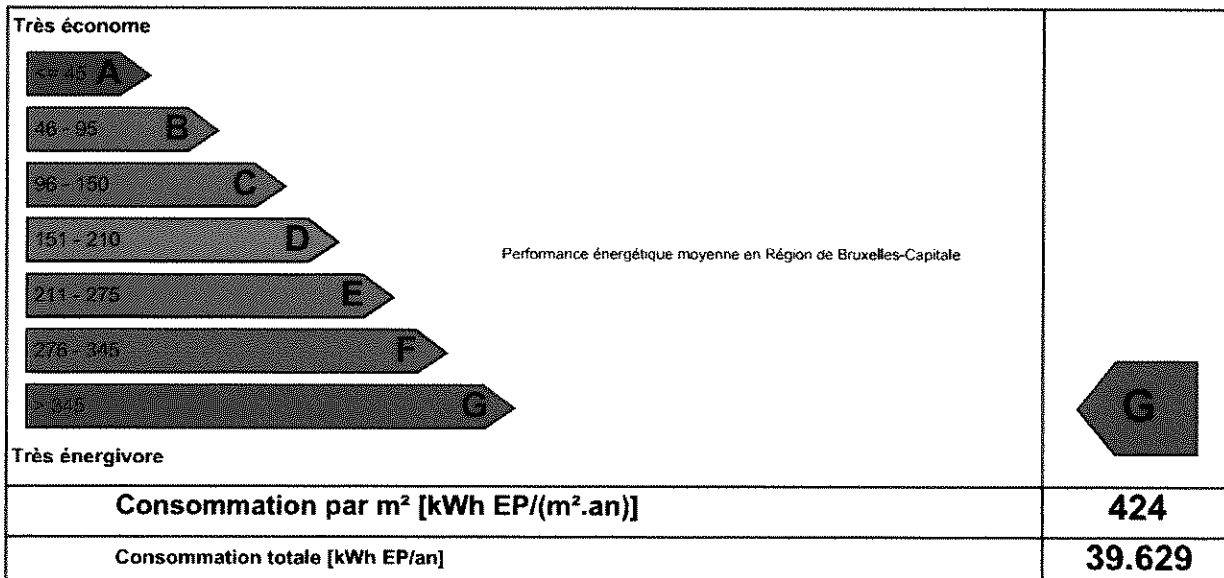 Très économe
<= 45 A
46 - 95 B
96 - 150 C
151 - 210 D
Performance énergétique moyenne en Région de Bruxelles-Capitale
211 - 275 E
276 - 345 F
> 345 G
G
Très énergivore
Consommation par m² [kWh EP/(m².an)] 424
Consommation totale [kWh EP/an] 39.629